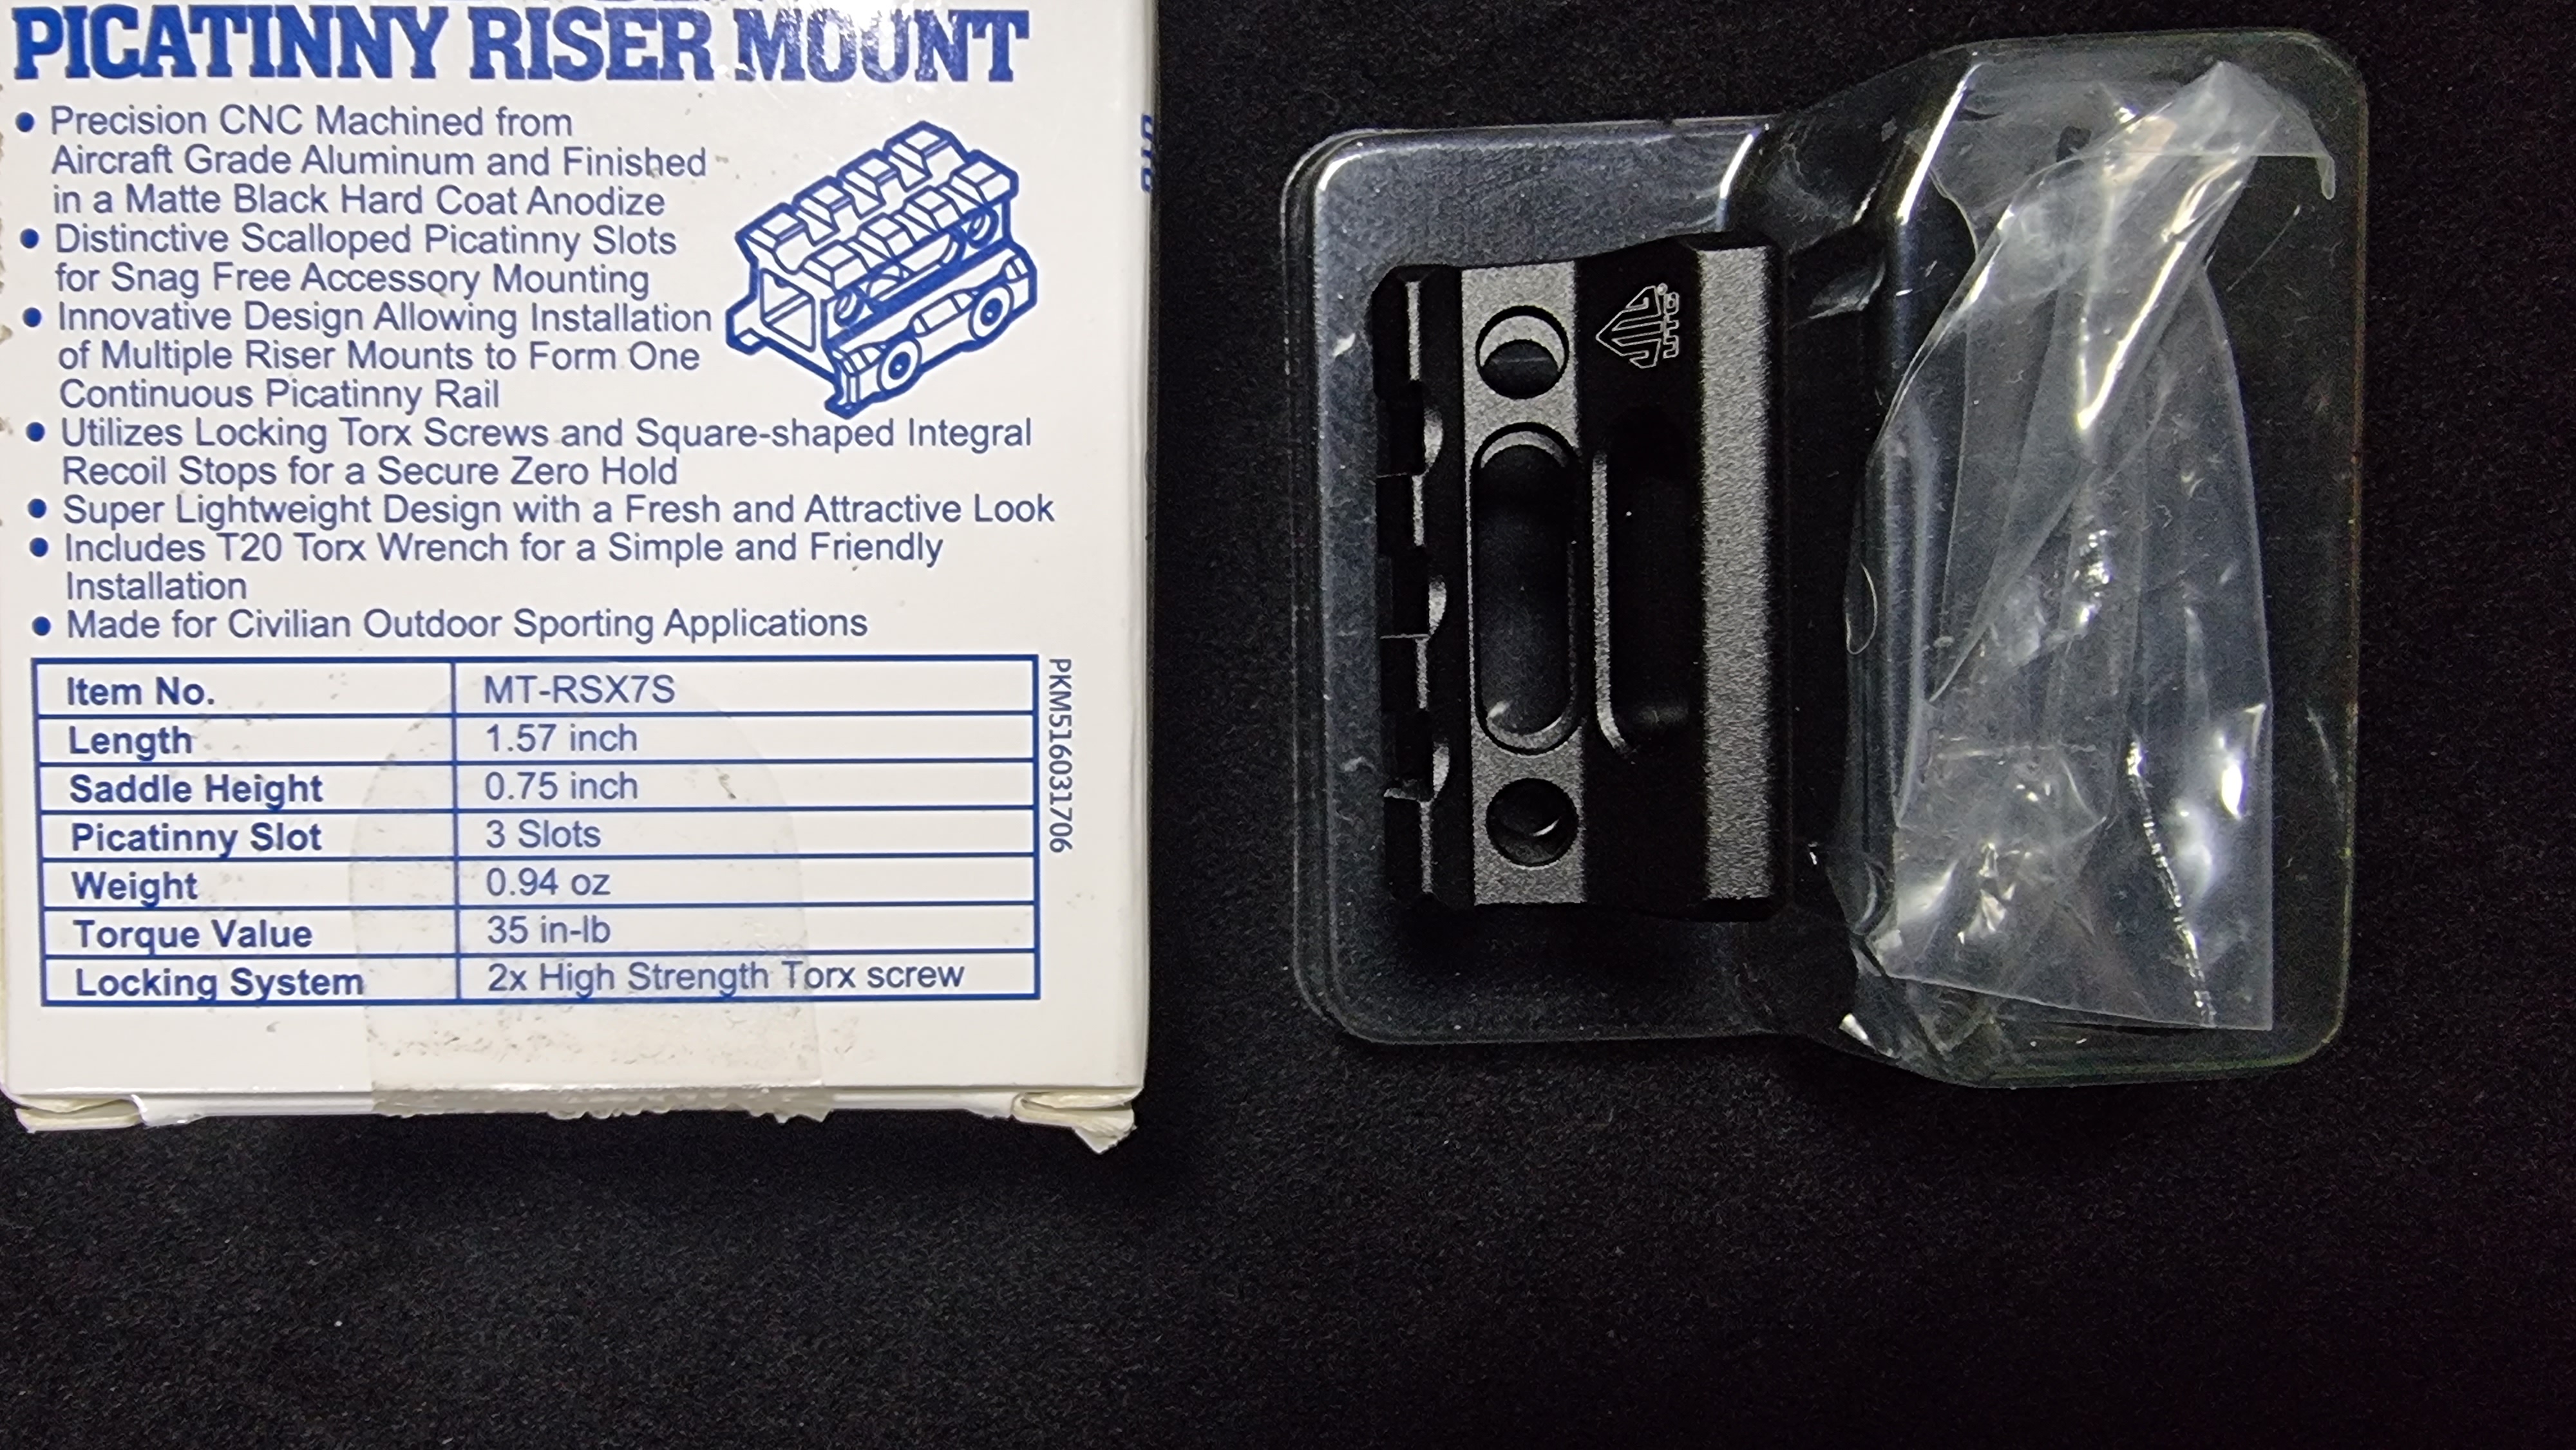 PICATINNY RISER MOUNT
• Precision CNC Machined from
Aircraft Grade Aluminum and Finished
in a Matte Black Hard Coat Anodize
• Distinctive Scalloped Picatinny Slots
for Snag Free Accessory Mounting
• Innovative Design Allowing Installation
of Multiple Riser Mounts to Form One
Continuous Picatinny Rail
• Utilizes Locking Torx Screws and Square-shaped Integral
Recoil Stops for a Secure Zero Hold
• Super Lightweight Design with a Fresh and Attractive Look
• Includes T20 Torx Wrench for a Simple and Friendly
Installation
• Made for Civilian Outdoor Sporting Applications
Item No. MT-RSX7S
Length 1.57 inch
Saddle Height 0.75 inch
Picatinny Slot 3 Slots
Weight 0.94 oz
Torque Value 35 in-lb
Locking System 2x High Strength Torx screw
PKM5160317​06
UTG®